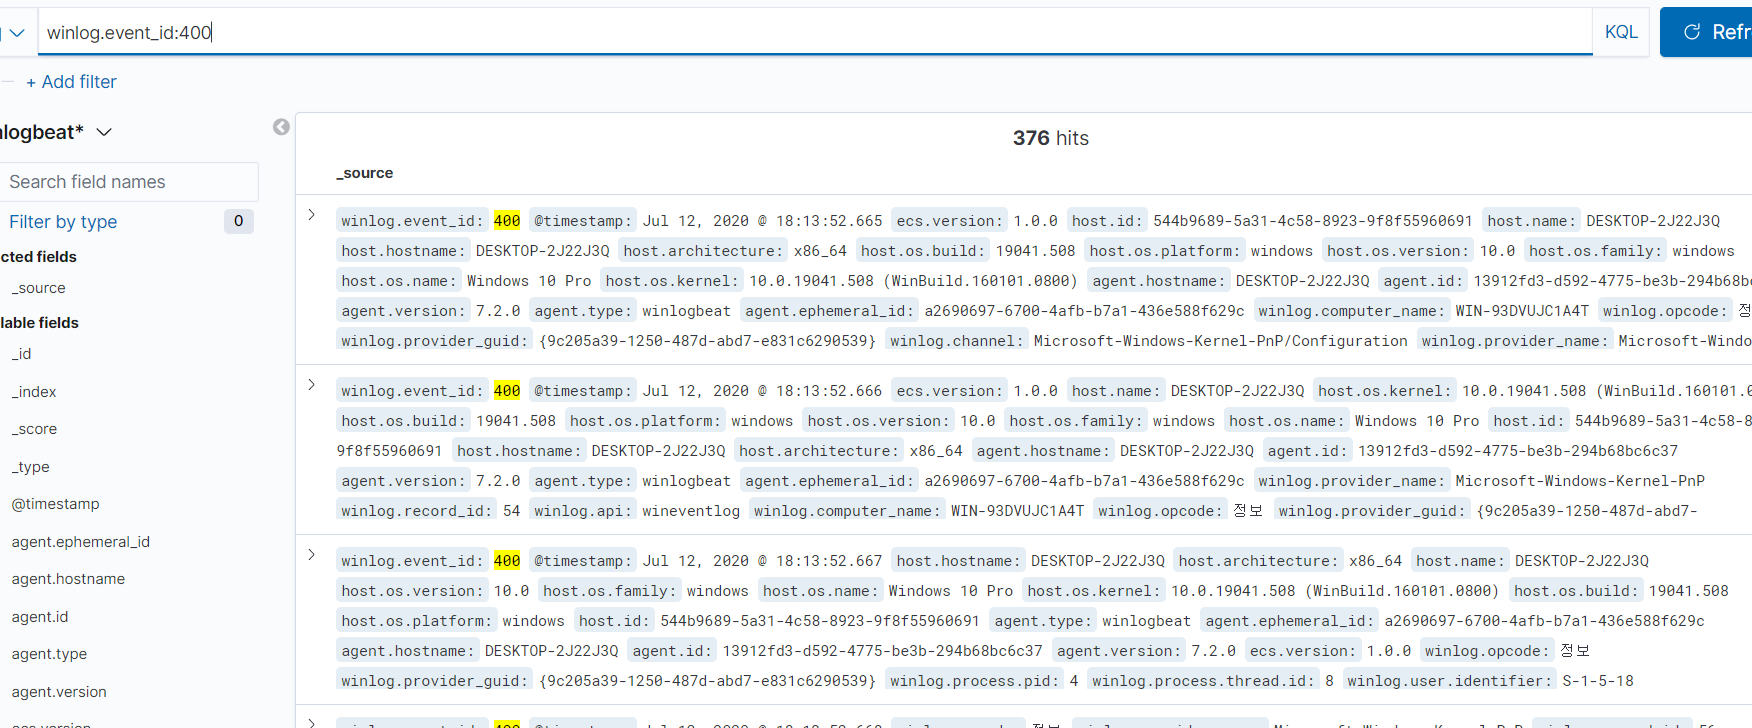 winlog.event_id:400
KQL
Refr
+ Add filter
nlogbeat*
376 hits
Search field names
_source
Filter by type 0
winlog.event_id: 400 @timestamp: Jul 12, 2020 @ 18:13:52.665 ecs.version: 1.0.0 host.id: 544b9689-5a31-4c58-8923-9f8f55960691 host.name: DESKTOP-2J22J3Q
host.hostname: DESKTOP-2J22J3Q host.architecture: x86_64 host.os.build: 19041.508 host.os.platform: windows host.os.version: 10.0 host.os.family: windows
host.os.name: Windows 10 Pro host.os.kernel: 10.0.19041.508 (WinBuild.160101.0800) agent.hostname: DESKTOP-2J22J3Q agent.id: 13912fd3-d592-4775-be3b-294b68bc
agent.version: 7.2.0 agent.type: winlogbeat agent.ephemeral_id: a2690697-6700-4afb-b7a1-436e588f629c winlog.computer_name: WIN-93DVUJC1A4T winlog.opcode: 정
winlog.provider_guid: {9c205a39-1250-487d-abd7-e831c6290539} winlog.channel: Microsoft-Windows-Kernel-PnP/Configuration winlog.provider_name: Microsoft-Windo
cted fields
_source
lable fields
_id
_index
_score
_type
@timestamp
agent.ephemeral_id
agent.hostname
agent.id
agent.type
agent.version
winlog.event_id: 400 @timestamp: Jul 12, 2020 @ 18:13:52.666 ecs.version: 1.0.0 host.name: DESKTOP-2J22J3Q host.os.kernel: 10.0.19041.508 (WinBuild.160101.0
host.os.build: 19041.508 host.os.platform: windows host.os.version: 10.0 host.os.family: windows host.os.name: Windows 10 Pro host.id: 544b9689-5a31-4c58-8
9f8f55960691 host.hostname: DESKTOP-2J22J3Q host.architecture: x86_64 agent.hostname: DESKTOP-2J22J3Q agent.id: 13912fd3-d592-4775-be3b-294b68bc6c37
agent.version: 7.2.0 agent.type: winlogbeat agent.ephemeral_id: a2690697-6700-4afb-b7a1-436e588f629c winlog.provider_name: Microsoft-Windows-Kernel-PnP
winlog.record_id: 54 winlog.api: wineventlog winlog.computer_name: WIN-93DVUJC1A4T winlog.opcode: 정보 winlog.provider_guid: {9c205a39-1250-487d-abd7-
winlog.event_id: 400 @timestamp: Jul 12, 2020 @ 18:13:52.667 host.hostname: DESKTOP-2J22J3Q host.architecture: x86_64 host.name: DESKTOP-2J22J3Q
host.os.version: 10.0 host.os.family: windows host.os.name: Windows 10 Pro host.os.kernel: 10.0.19041.508 (WinBuild.160101.0800) host.os.build: 19041.508
host.os.platform: windows host.id: 544b9689-5a31-4c58-8923-9f8f55960691 agent.type: winlogbeat agent.ephemeral_id: a2690697-6700-4afb-b7a1-436e588f629c
agent.hostname: DESKTOP-2J22J3Q agent.id: 13912fd3-d592-4775-be3b-294b68bc6c37 agent.version: 7.2.0 ecs.version: 1.0.0 winlog.opcode: 정보
winlog.provider_guid: {9c205a39-1250-487d-abd7-e831c6290539} winlog.process.pid: 4 winlog.process.thread.id: 8 winlog.user.identifier: S-1-5-18